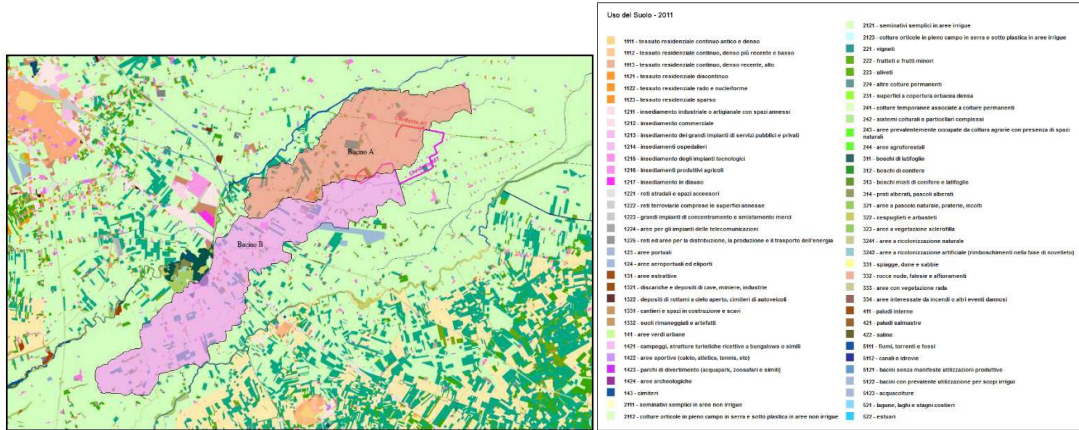 Bacino A
Bacino B
Uso del Suolo - 2011
1111 - tessuto residenziale continuo antico e denso
1112 - tessuto residenziale continuo, denso più recente e basso
1113 - tessuto residenziale continuo, denso recente, alto
1121 - tessuto residenziale discontinuo
1122 - tessuto residenziale rado e nucleiforme
1123 - tessuto residenziale sparso
1211 - insediamento industriale o artigianale con spazi annessi
1212 - insediamento commerciale
1213 - insediamento dei grandi impianti di servizi pubblici e privati
1214 - insediamenti ospedalieri
1215 - insediamento degli impianti tecnologici
1216 - insediamenti produttivi agricoli
1217 - insediamento in disuso
1221 - reti stradali e spazi accessori
1222 - reti ferroviarie comprese le superfici annesse
1223 - grandi impianti di concentramento e smistamento merci
1224 - aree per gli impianti delle telecomunicazioni
1225 - reti ed aree per la distribuzione, la produzione e il trasporto dell'energia
123 - aree portuali
124 - aree aeroportuali ed eliporti
131 - aree estrattive
1321 - discariche e depositi di cave, miniere, industrie
1322 - depositi di rottami a cielo aperto, cimiteri di autoveicoli
1331 - cantieri e spazi in costruzione e scavi
1332 - suoli rimaneggiati e artefatti
141 - aree verdi urbane
1421 - campeggi, strutture turistiche ricettive a bungalows o simili
1422 - aree sportive (calcio, atletica, tennis, etc)
1423 - parchi di divertimento (acquapark, zoosafari e simili)
1424 - aree archeologiche
143 - cimiteri
2111 - seminativi semplici in aree non irrigue
2112 - colture orticole in pieno campo in serra e sotto plastica in aree non irrigue
2121 - seminativi semplici in aree irrigue
2123 - colture orticole in pieno campo in serra e sotto plastica in aree irrigue
221 - vigneti
222 - frutteti e frutti minori
223 - uliveti
224 - altre colture permanenti
231 - superfici a copertura erbacea densa
241 - colture temporanee associate a colture permanenti
242 - sistemi colturali e particellari complessi
243 - aree prevalentemente occupate da coltura agrarie con presenza di spazi
naturali
244 - aree agroforestali
311 - boschi di latifoglie
312 - boschi di conifere
313 - boschi misti di conifere e latifoglie
314 - prati alberati, pascoli alberati
321 - aree a pascolo naturale, praterie, incolti
322 - cespuglieti e arbusteti
323 - aree a vegetazione sclerofilla
3241 - aree a ricolonizzazione naturale
3242 - aree a ricolonizzazione artificiale (rimboschimenti nella fase di novelleto)
331 - spiagge, dune e sabbie
332 - rocce nude, falesie e affioramenti
333 - aree con vegetazione rada
334 - aree interessate da incendi o altri eventi dannosi
411 - paludi interne
421 - paludi salmastre
422 - saline
5111 - fiumi, torrenti e fossi
5112 - canali e idrovie
5121 - bacini senza manifeste utilizzazioni produttive
5122 - bacini con prevalente utilizzazione per scopi irrigui
5123 - acquacolture
521 - lagune, laghi e stagni costieri
522 - estuari